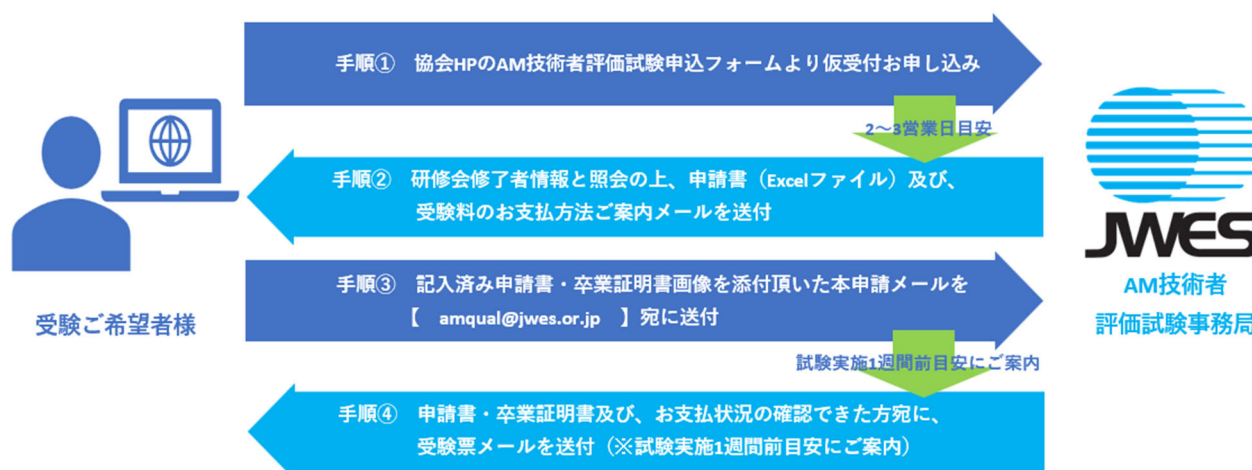 手順① 協会HPのAM技術者評価試験申込フォームより仮受付お申し込み
2～3営業日目安
手順② 研修会修了者情報と照会の上、申請書（Excelファイル）及び、
受験料のお支払方法ご案内メールを送付
JWES
手順③ 記入済み申請書・卒業証明書画像を添付頂いた本申請メールを
【 amqual@jwes.or.jp 】宛に送付
AM技術者
評価試験事務局
受験ご希望者様
試験実施1週間前目安にご案内
手順④ 申請書・卒業証明書及び、お支払状況の確認できた方宛に、
受験票メールを送付（※試験実施1週間前目安にご案内）